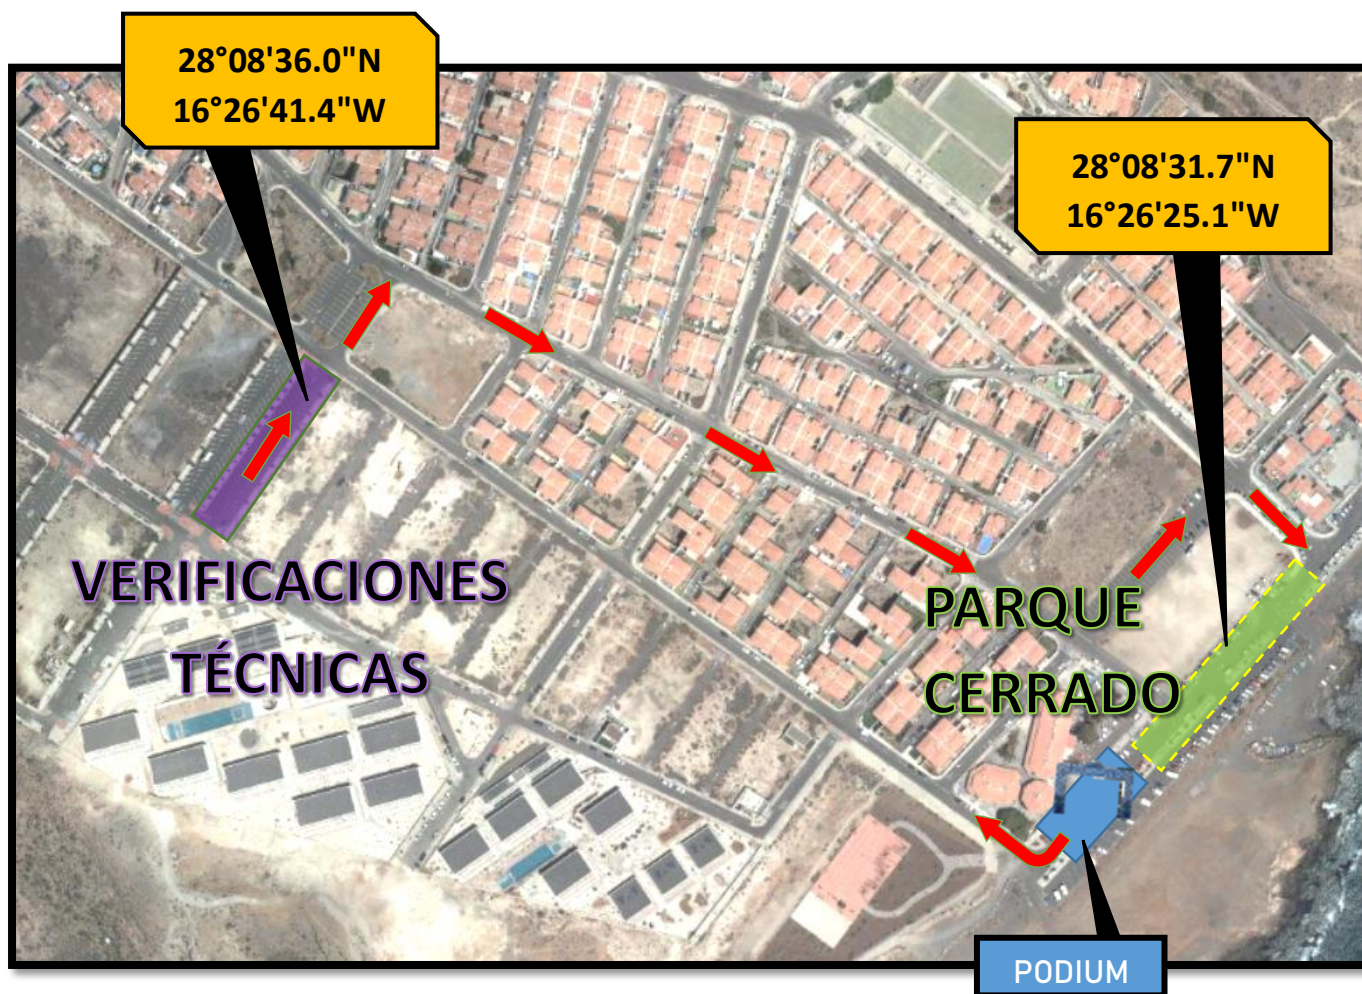 28°08'36.0"N
16°26'41.4"W
28°08'31.7"N
16°26'25.1"W
VERIFICACIONES
TÉCNICAS
PARQUE
CERRADO
PODIUM